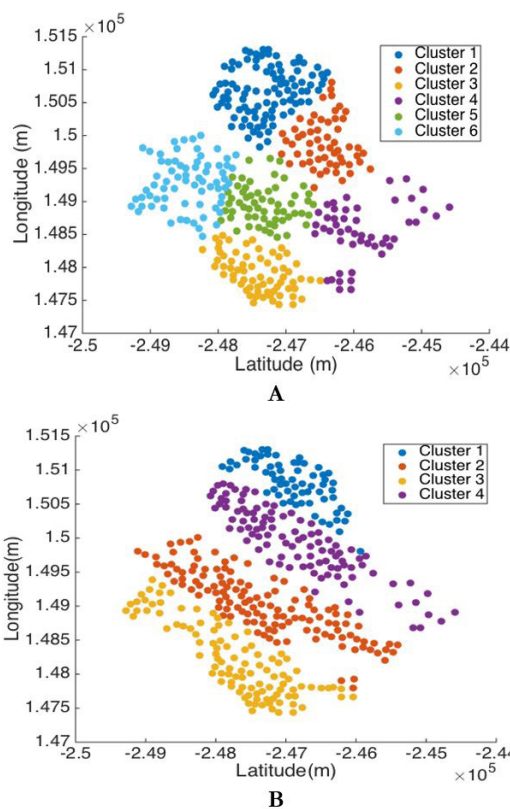 ×10^5
1.515
1.51
1.505
1.5
1.495
1.49
1.485
1.48
1.475
1.47
Longitude (m)
Cluster 1
Cluster 2
Cluster 3
Cluster 4
Cluster 5
Cluster 6
-2.5 -2.49 -2.48 -2.47 -2.46 -2.45 -2.44
Latitude (m)
×10^5
A
×10^5
1.515
1.51
1.505
1.5
1.495
1.49
1.485
1.48
1.475
1.47
Longitude(m)
Cluster 1
Cluster 2
Cluster 3
Cluster 4
-2.5 -2.49 -2.48 -2.47 -2.46 -2.45 -2.44
Latitude(m)
×10^5
B